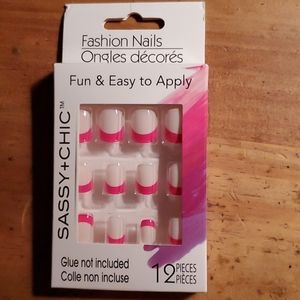 Fashion Nails
Ongles décorés
Fun & Easy to Apply
SASSY+CHIC™
Glue not included
Colle non incluse
12 PIECES
PIÈCES